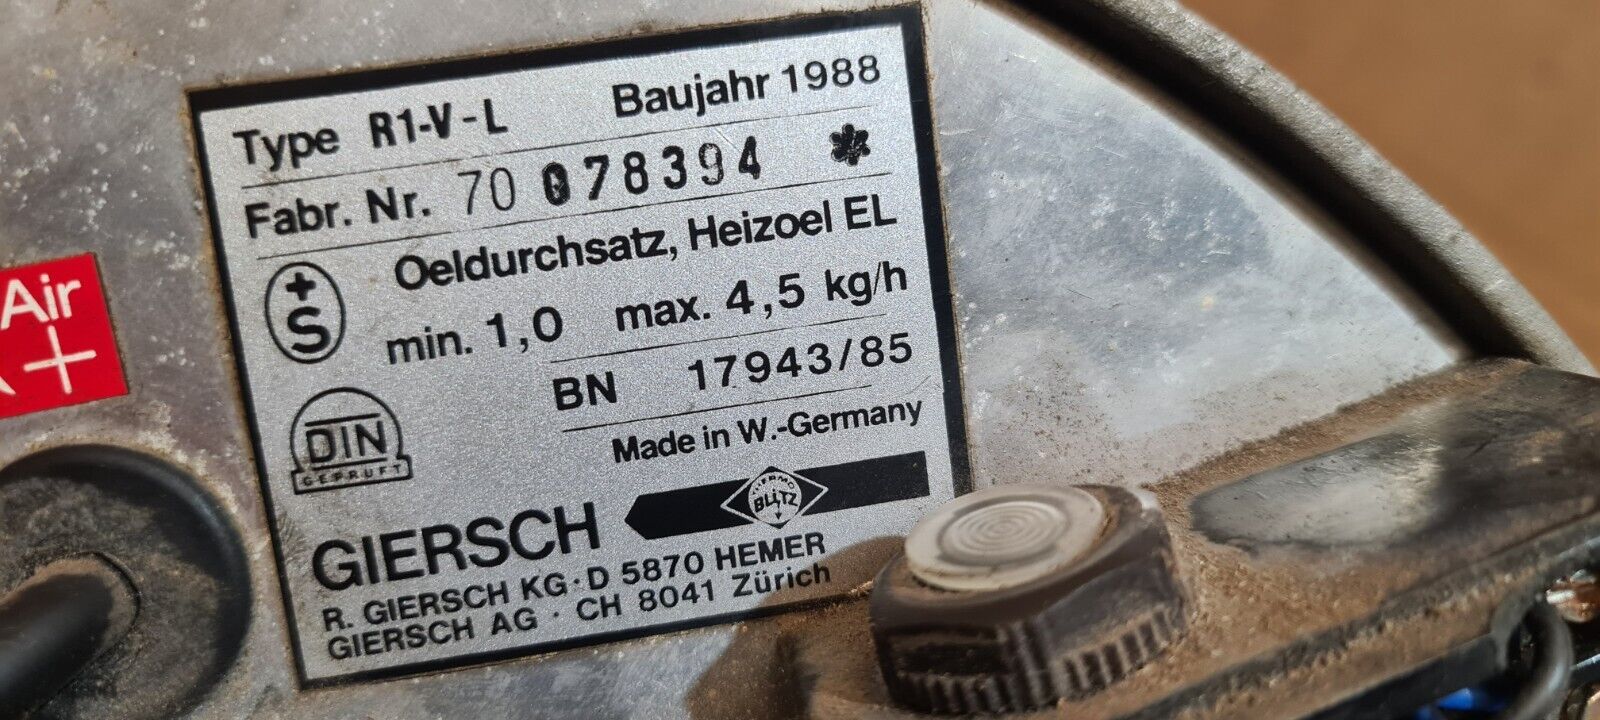 Type R1-V-L Baujahr 1988
Fabr. Nr. 70 078394 *
Oeldurchsatz, Heizoel EL
+
S
min. 1,0 max. 4,5 kg/h
BN 17943/85
DIN
GEPRÜFT
Made in W.-Germany
THERMO
BLITZ
GIERSCH
R. GIERSCH KG · D 5870 HEMER
GIERSCH AG · CH 8041 Zürich
Air
+